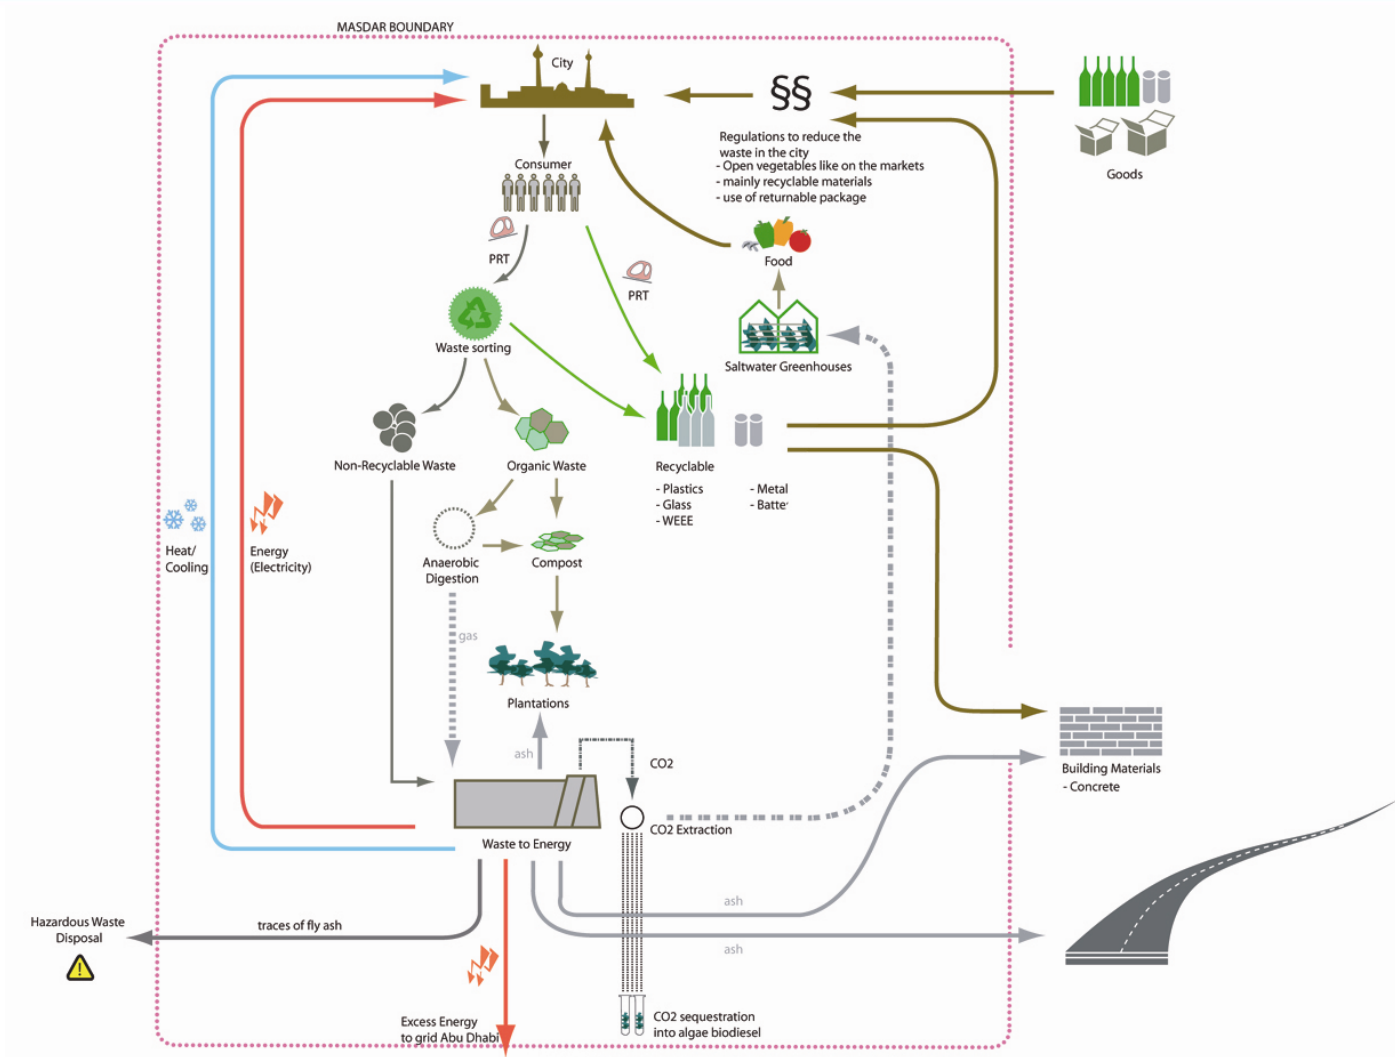 MASDAR BOUNDARY
City
§§
Regulations to reduce the
waste in the city
- Open vegetables like on the markets
- mainly recyclable materials
- use of returnable package
Goods
Consumer
PRT
PRT
Food
Waste sorting
Saltwater Greenhouses
Non-Recyclable Waste
Organic Waste
Recyclable
- Plastics
- Glass
- WEEE
- Metal
- Batte
Heat/
Cooling
Energy
(Electricity)
Anaerobic
Digestion
Compost
gas
Plantations
ash
CO2
CO2 Extraction
Waste to Energy
Building Materials
- Concrete
ash
ash
Hazardous Waste
Disposal
traces of fly ash
Excess Energy
to grid Abu Dhabi
CO2 sequestration
into algae biodiesel